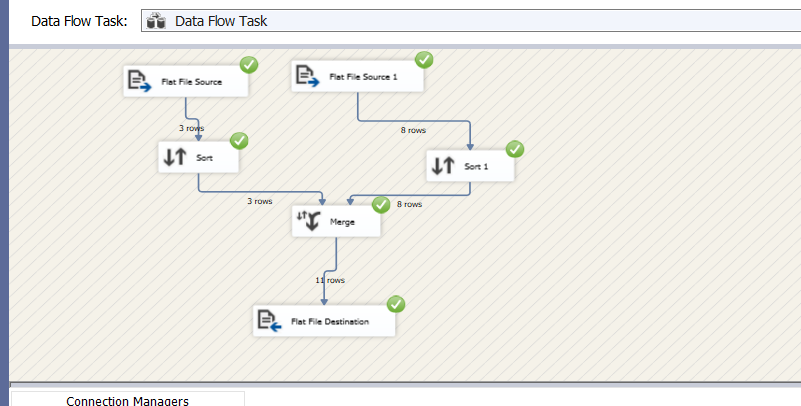 Data Flow Task:
Data Flow Task
Flat File Source
Flat File Source 1
3 rows
8 rows
Sort
Sort 1
3 rows
8 rows
Merge
11 rows
Flat File Destination
Connection Managers